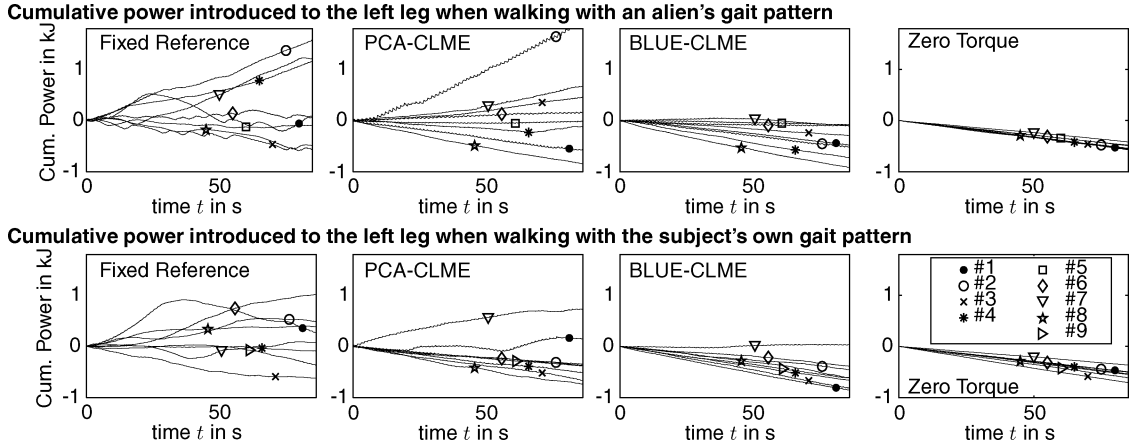 Cumulative power introduced to the left leg when walking with an alien's gait pattern
Cum. Power in kJ
1
0
-1
Fixed Reference
0
50
time t in s
1
0
-1
PCA-CLME
0
50
time t in s
1
0
-1
BLUE-CLME
0
50
time t in s
1
0
-1
Zero Torque
0
50
time t in s
Cumulative power introduced to the left leg when walking with the subject's own gait pattern
Cum. Power in kJ
1
0
-1
Fixed Reference
0
50
time t in s
1
0
-1
PCA-CLME
0
50
time t in s
1
0
-1
BLUE-CLME
0
50
time t in s
1
0
-1
#1
#2
#3
#4
#5
#6
#7
#8
#9
Zero Torque
0
50
time t in s